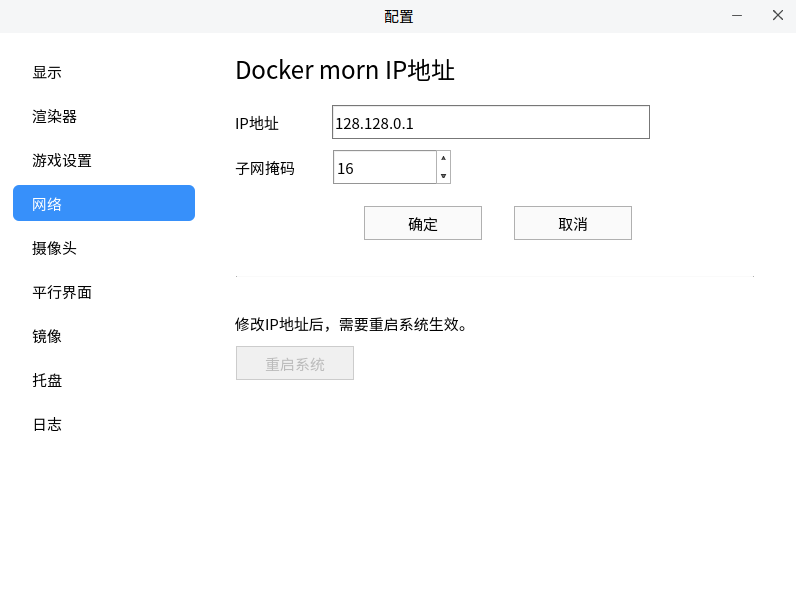 配置
显示
渲染器
游戏设置
网络
摄像头
平行界面
镜像
托盘
日志
Docker morn IP地址
IP地址 128.128.0.1
子网掩码 16
确定 取消
修改IP地址后，需要重启系统生效。
重启系统